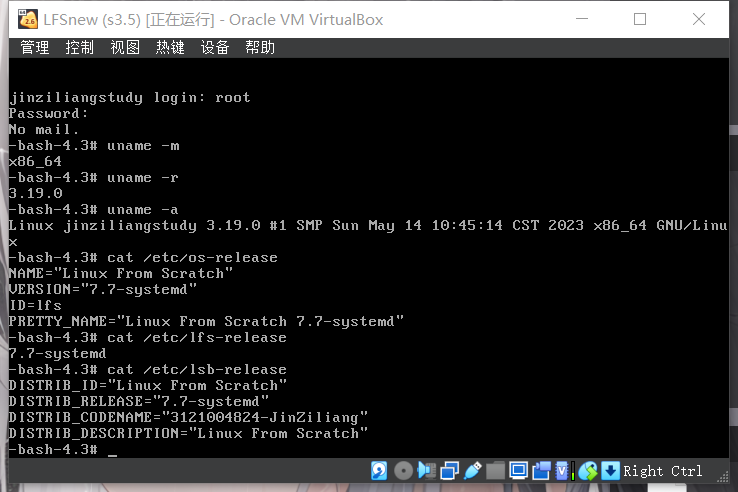 LFSnew (s3.5) [正在运行] - Oracle VM VirtualBox
管理 控制 视图 热键 设备 帮助
jinziliangstudy login: root
Password:
No mail.
-bash-4.3# uname -m
x86_64
-bash-4.3# uname -r
3.19.0
-bash-4.3# uname -a
Linux jinziliangstudy 3.19.0 #1 SMP Sun May 14 10:45:14 CST 2023 x86_64 GNU/Linu
x
-bash-4.3# cat /etc/os-release
NAME="Linux From Scratch"
VERSION="7.7-systemd"
ID=lfs
PRETTY_NAME="Linux From Scratch 7.7-systemd"
-bash-4.3# cat /etc/lfs-release
7.7-systemd
-bash-4.3# cat /etc/lsb-release
DISTRIB_ID="Linux From Scratch"
DISTRIB_RELEASE="7.7-systemd"
DISTRIB_CODENAME="3121004824-JinZiliang"
DISTRIB_DESCRIPTION="Linux From Scratch"
-bash-4.3# _
Right Ctrl